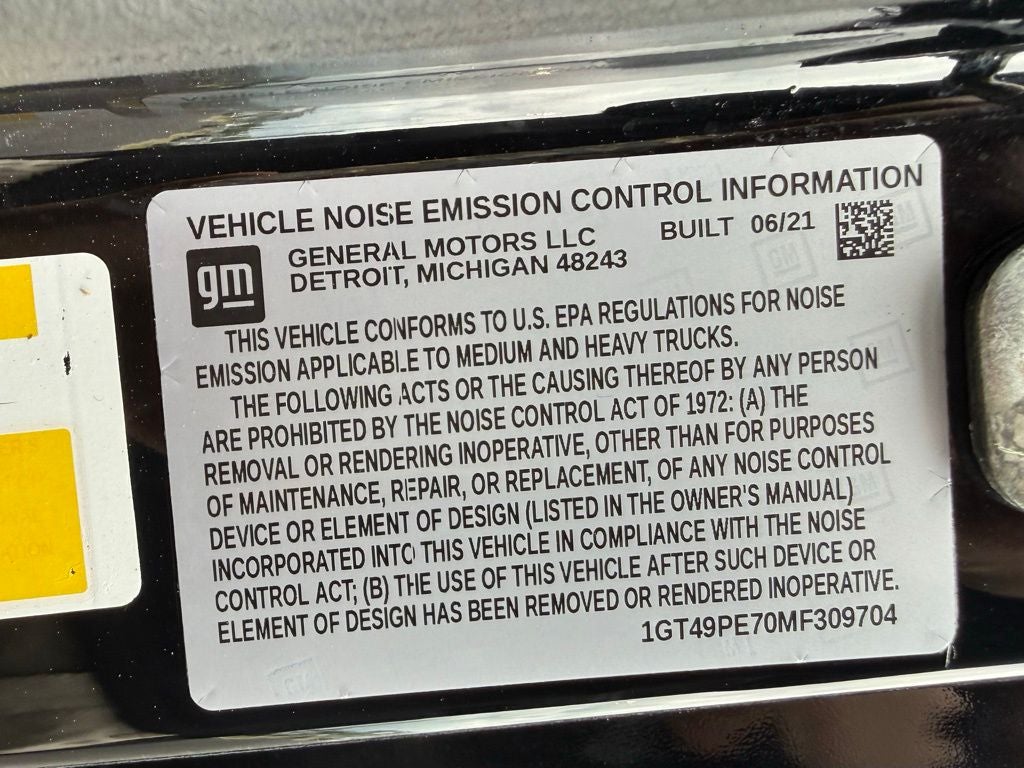 VEHICLE NOISE EMISSION CONTROL INFORMATION
gm
GENERAL MOTORS LLC
BUILT 06/21
DETROIT, MICHIGAN 48243
THIS VEHICLE CONFORMS TO U.S. EPA REGULATIONS FOR NOISE
EMISSION APPLICABLE TO MEDIUM AND HEAVY TRUCKS.
THE FOLLOWING ACTS OR THE CAUSING THEREOF BY ANY PERSON
ARE PROHIBITED BY THE NOISE CONTROL ACT OF 1972: (A) THE
REMOVAL OR RENDERING INOPERATIVE, OTHER THAN FOR PURPOSES
OF MAINTENANCE, REPAIR, OR REPLACEMENT, OF ANY NOISE CONTROL
DEVICE OR ELEMENT OF DESIGN (LISTED IN THE OWNER'S MANUAL)
INCORPORATED INTO THIS VEHICLE IN COMPLIANCE WITH THE NOISE
CONTROL ACT; (B) THE USE OF THIS VEHICLE AFTER SUCH DEVICE OR
ELEMENT OF DESIGN HAS BEEN REMOVED OR RENDERED INOPERATIVE.
1GT49PE70MF309704